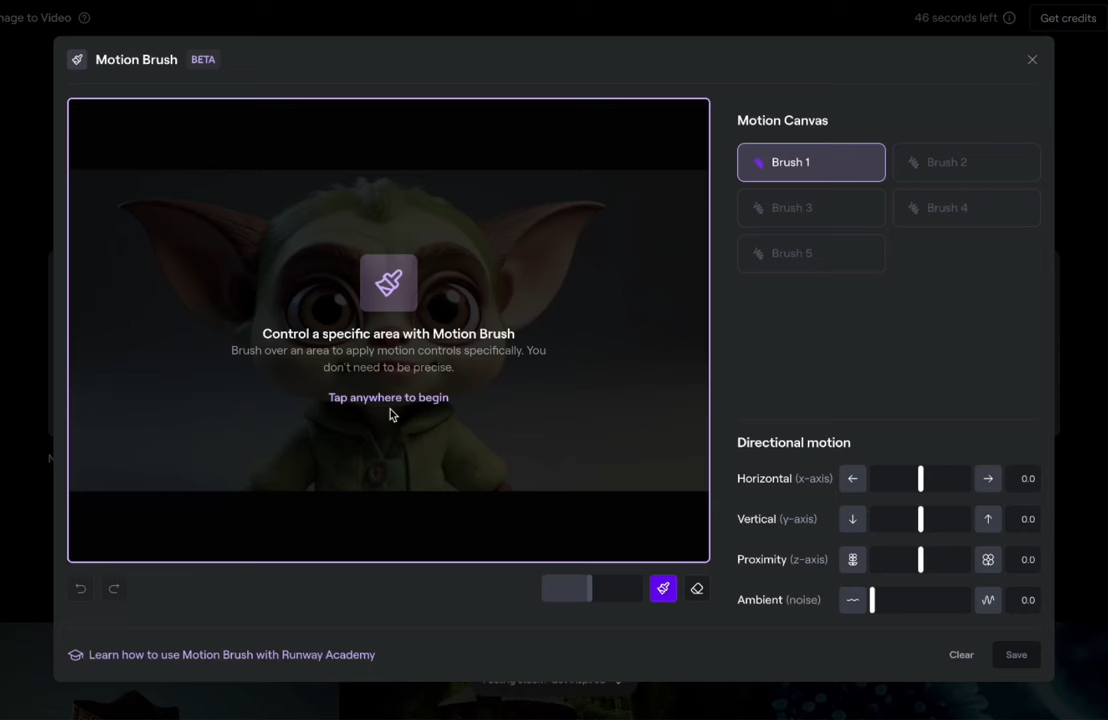 mage to Video
46 seconds left
Get credits
Motion Brush BETA
Control a specific area with Motion Brush
Brush over an area to apply motion controls specifically. You
don't need to be precise.
Tap anywhere to begin
Motion Canvas
Brush 1
Brush 2
Brush 3
Brush 4
Brush 5
Directional motion
Horizontal (x-axis) 0.0
Vertical (y-axis) 0.0
Proximity (z-axis) 0.0
Ambient (noise) 0.0
Learn how to use Motion Brush with Runway Academy
Clear
Save